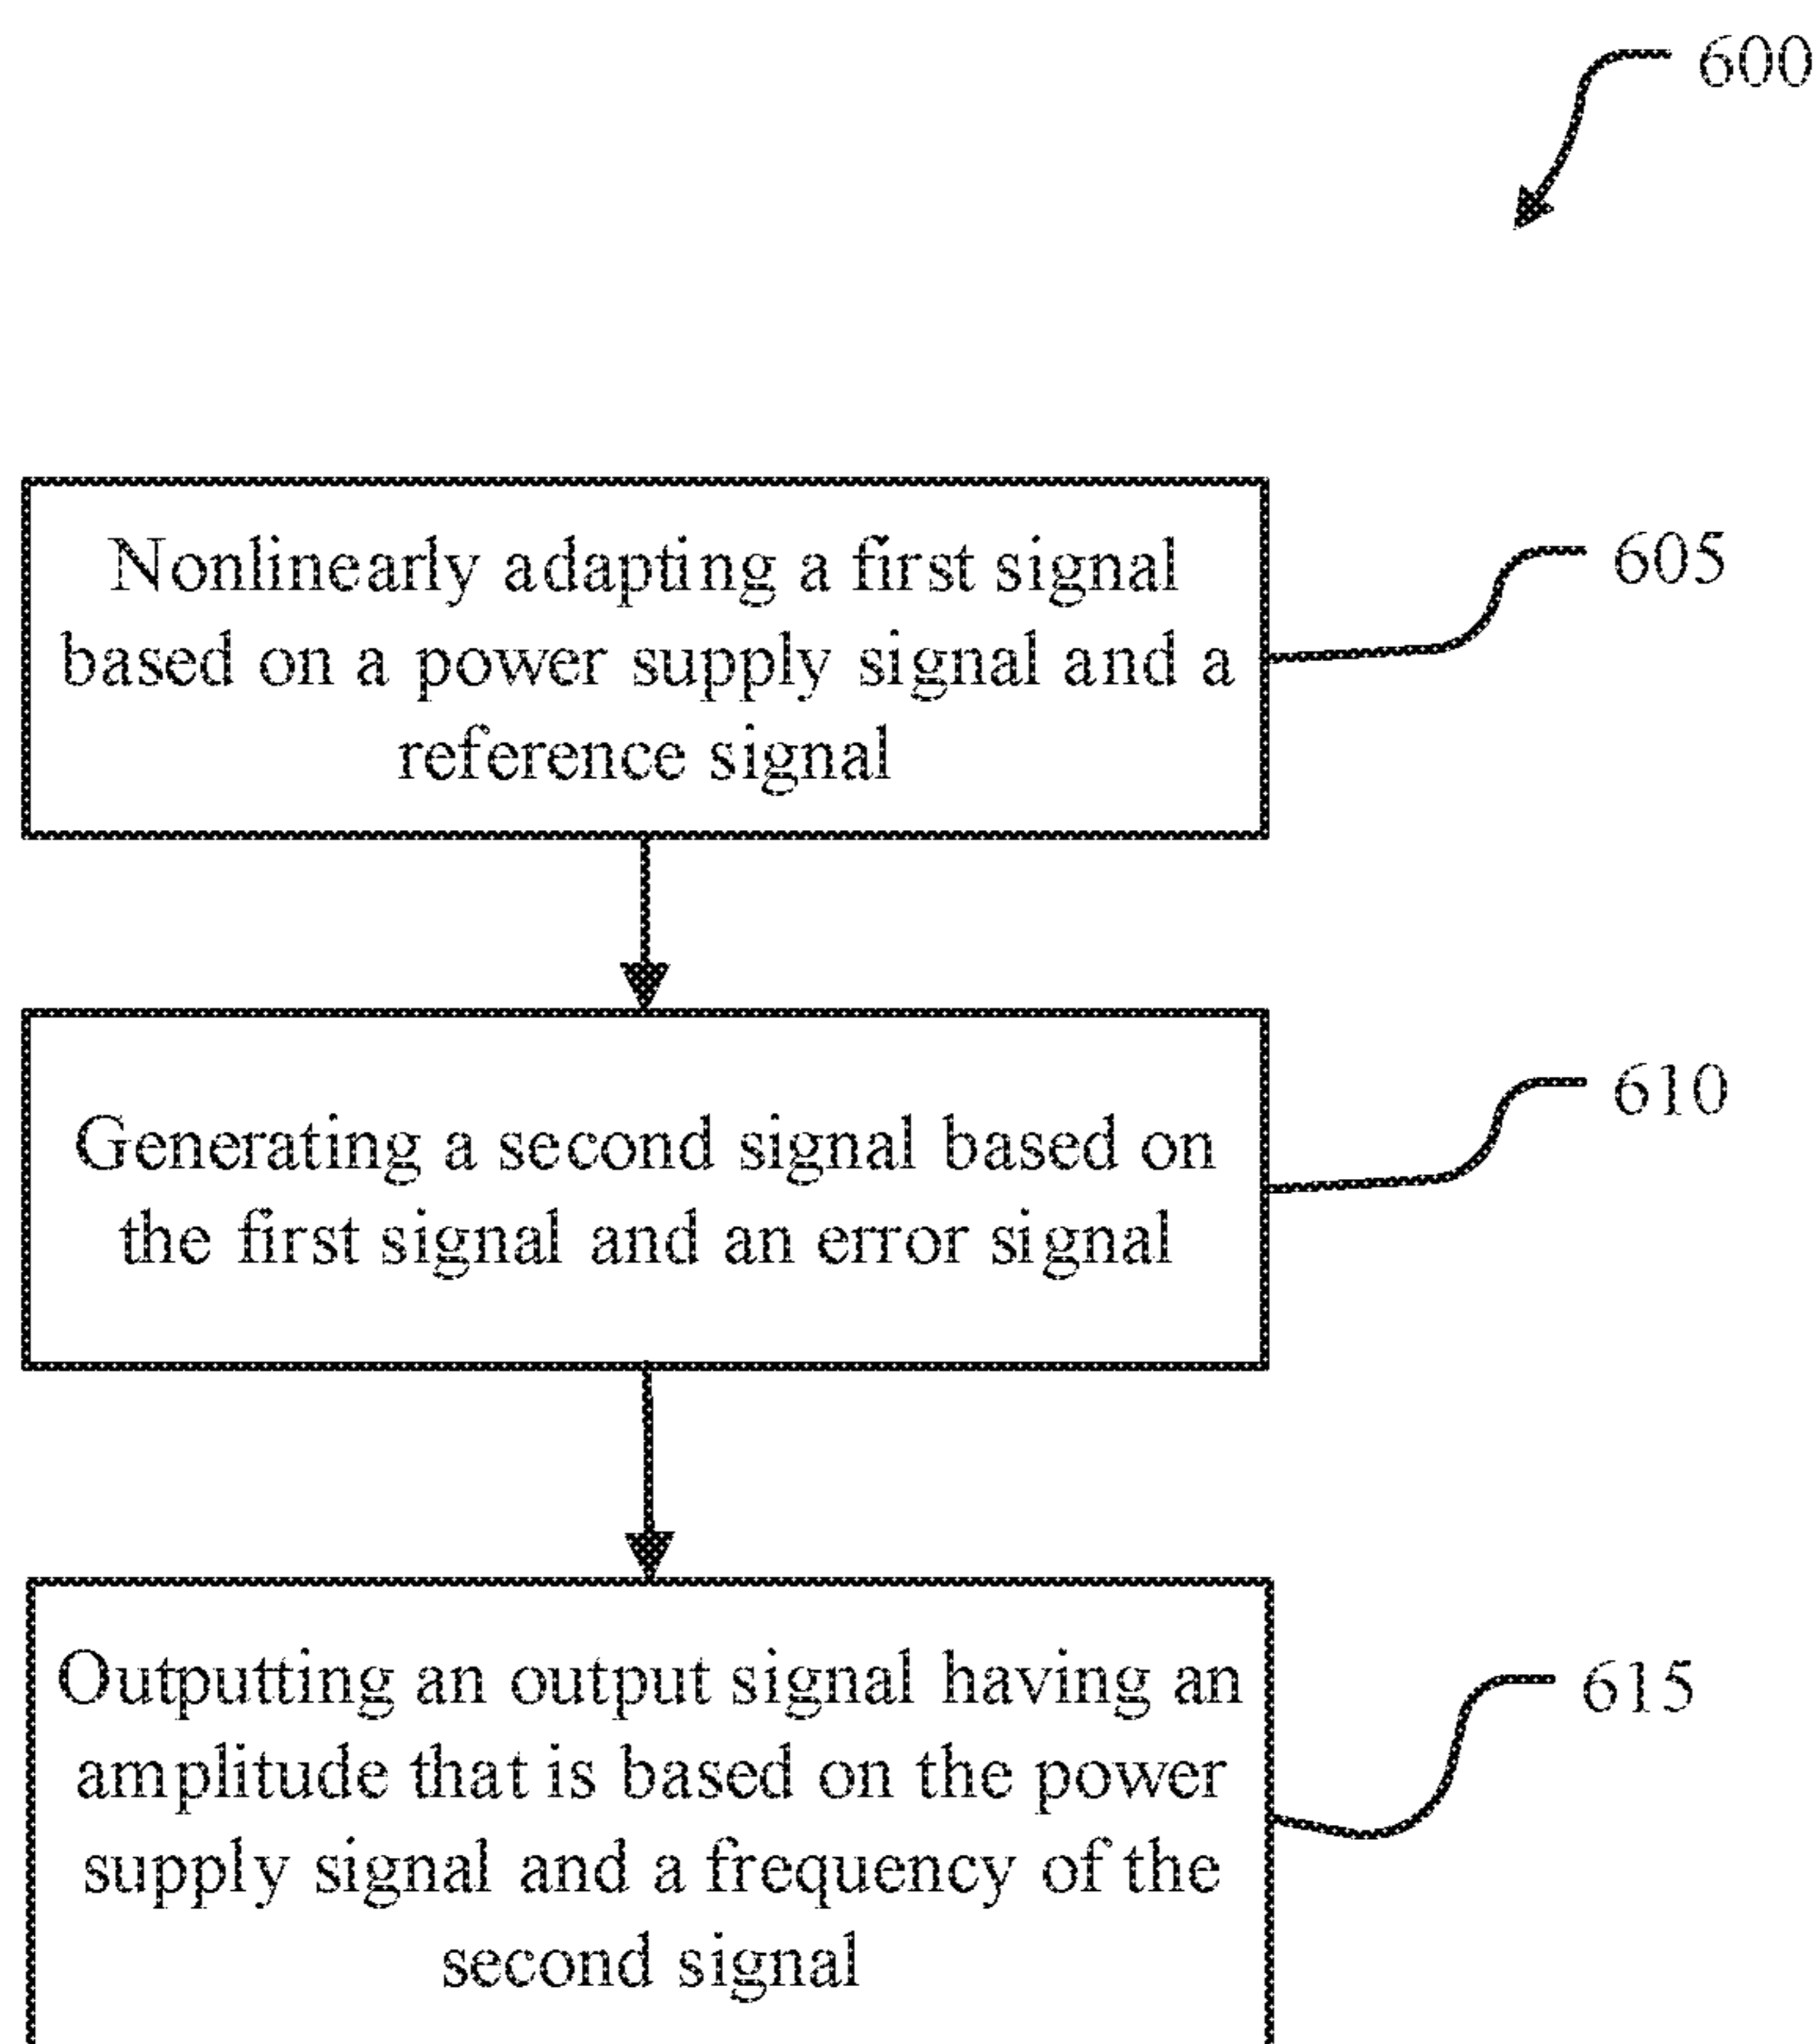 600
Nonlinearly adapting a first signal
based on a power supply signal and a
reference signal
605
Generating a second signal based on
the first signal and an error signal
610
Outputting an output signal having an
amplitude that is based on the power
supply signal and a frequency of the
second signal
615